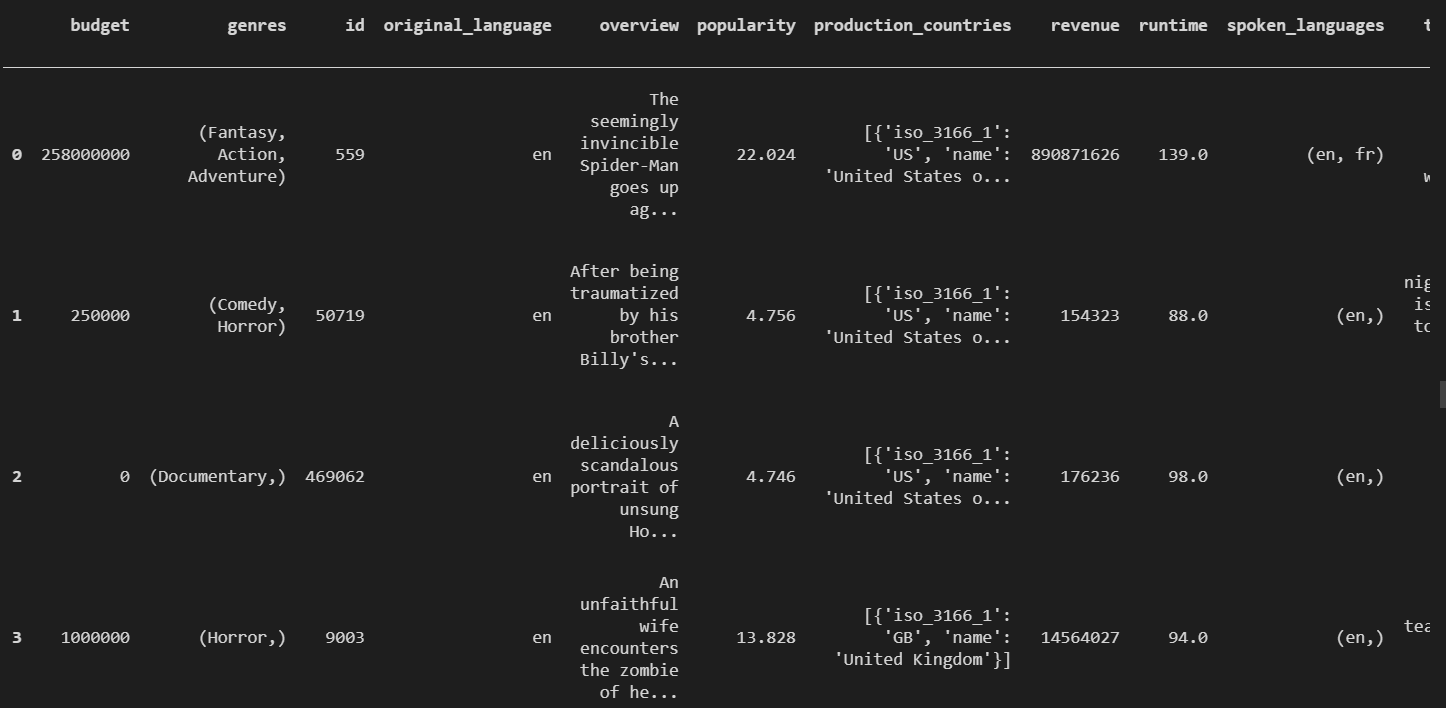 budget genres id original_language overview popularity production_countries revenue runtime spoken_languages
The
seemingly
(Fantasy, invincible [{'iso_3166_1':
0 258000000 Action, 559 en Spider-Man 22.024 'US', 'name': 890871626 139.0 (en, fr)
Adventure) goes up 'United States o...
ag...
After being
traumatized
(Comedy, by his [{'iso_3166_1':
1 250000 Horror) 50719 en brother 4.756 'US', 'name': 154323 88.0 (en,)
Billy's... 'United States o...
A
deliciously
scandalous [{'iso_3166_1':
2 0 (Documentary,) 469062 en portrait of 4.746 'US', 'name': 176236 98.0 (en,)
unsung 'United States o...
Ho...
An
unfaithful
wife [{'iso_3166_1':
3 1000000 (Horror,) 9003 en encounters 13.828 'GB', 'name': 14564027 94.0 (en,)
the zombie 'United Kingdom'}]
of he...